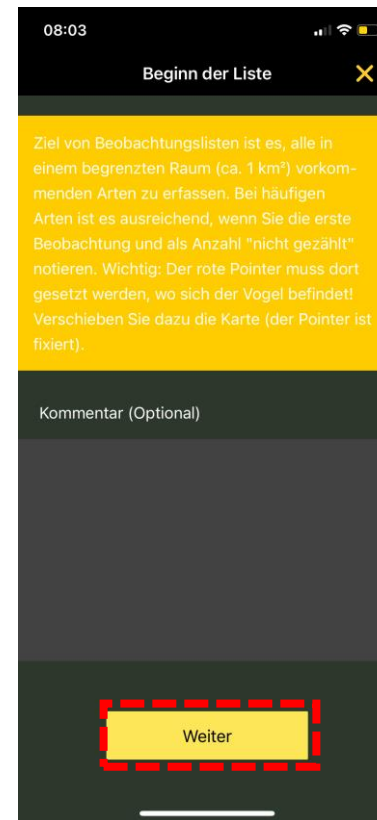 08:03
Beginn der Liste
Ziel von Beobachtungslisten ist es, alle in
einem begrenzten Raum (ca. 1 km²) vorkom-
menden Arten zu erfassen. Bei häufigen
Arten ist es ausreichend, wenn Sie die erste
Beobachtung und als Anzahl "nicht gezählt"
notieren. Wichtig: Der rote Pointer muss dort
gesetzt werden, wo sich der Vogel befindet!
Verschieben Sie dazu die Karte (der Pointer ist
fixiert).
Kommentar (Optional)
Weiter